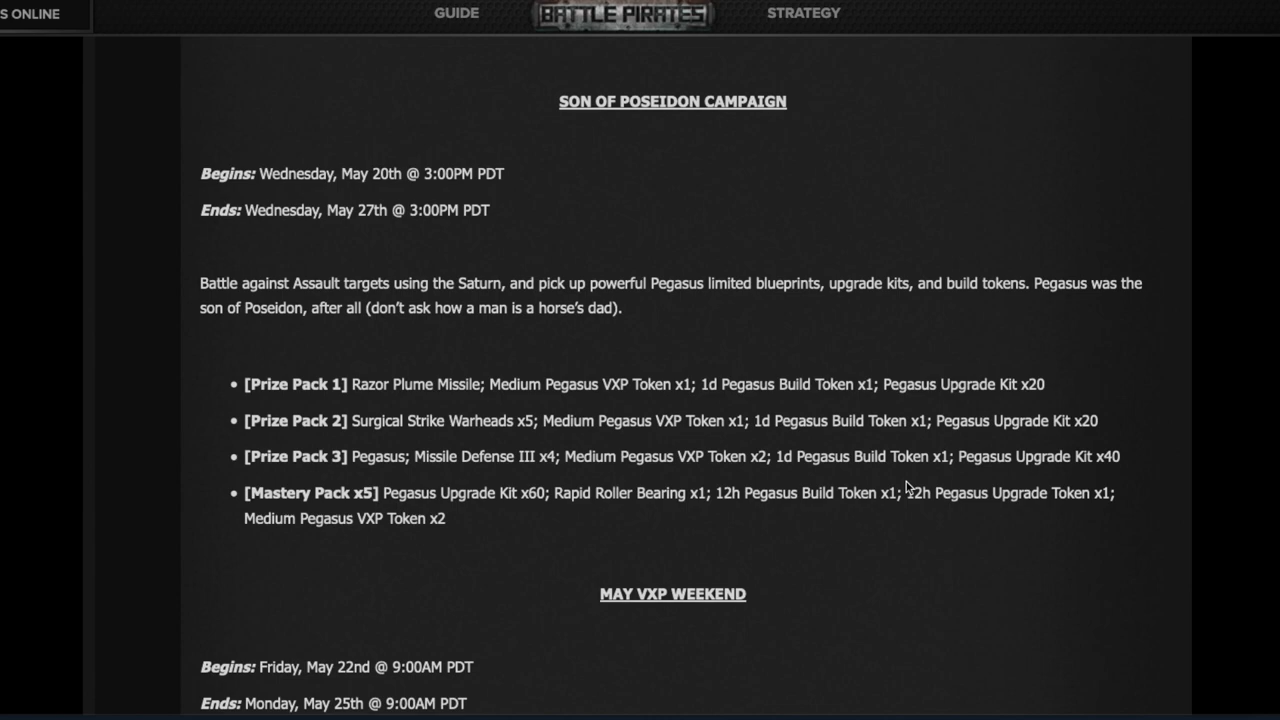 S ONLINE
GUIDE
BATTLE PIRATES
STRATEGY
SON OF POSEIDON CAMPAIGN
Begins: Wednesday, May 20th @ 3:00PM PDT
Ends: Wednesday, May 27th @ 3:00PM PDT
Battle against Assault targets using the Saturn, and pick up powerful Pegasus limited blueprints, upgrade kits, and build tokens. Pegasus was the
son of Poseidon, after all (don’t ask how a man is a horse’s dad).
• [Prize Pack 1] Razor Plume Missile; Medium Pegasus VXP Token x1; 1d Pegasus Build Token x1; Pegasus Upgrade Kit x20
• [Prize Pack 2] Surgical Strike Warheads x5; Medium Pegasus VXP Token x1; 1d Pegasus Build Token x1; Pegasus Upgrade Kit x20
• [Prize Pack 3] Pegasus; Missile Defense III x4; Medium Pegasus VXP Token x2; 1d Pegasus Build Token x1; Pegasus Upgrade Kit x40
• [Mastery Pack x5] Pegasus Upgrade Kit x60; Rapid Roller Bearing x1; 12h Pegasus Build Token x1; 12h Pegasus Upgrade Token x1;
Medium Pegasus VXP Token x2
MAY VXP WEEKEND
Begins: Friday, May 22nd @ 9:00AM PDT
Ends: Monday, May 25th @ 9:00AM PDT